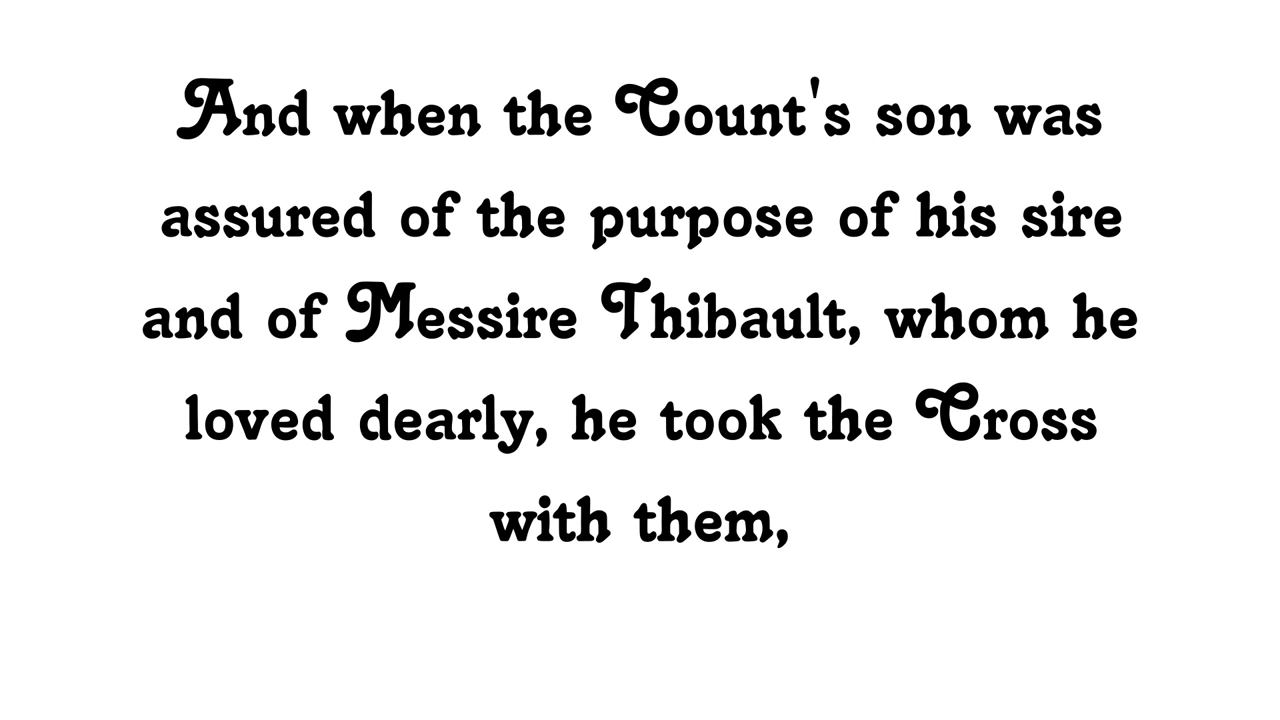 And when the Count's son was
assured of the purpose of his sire
and of Messire Thibault, whom he
loved dearly, he took the Cross
with them,